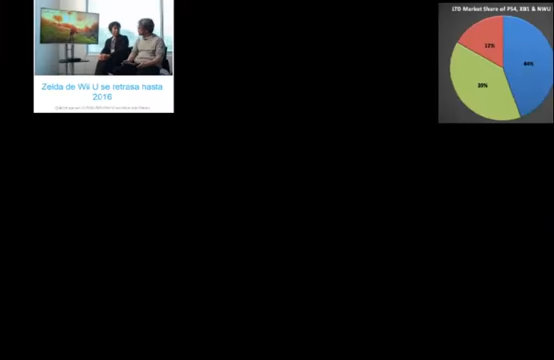 Zelda de Wii U se retrasa hasta
2016
LTD Market Share of PS4, XB1 & NWU
17%
44%
39%